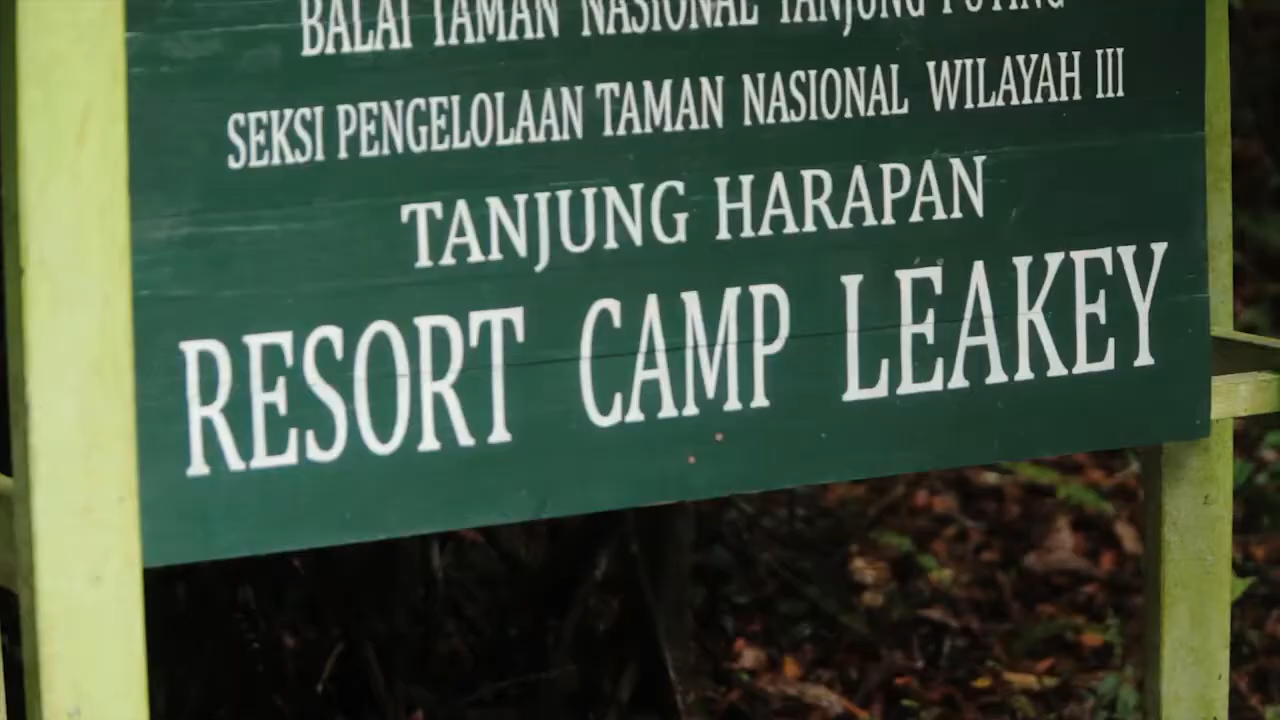 BALAI TAMAN NASIONAL TANJUNG PUTING
SEKSI PENGELOLAAN TAMAN NASIONAL WILAYAH III
TANJUNG HARAPAN
RESORT CAMP LEAKEY